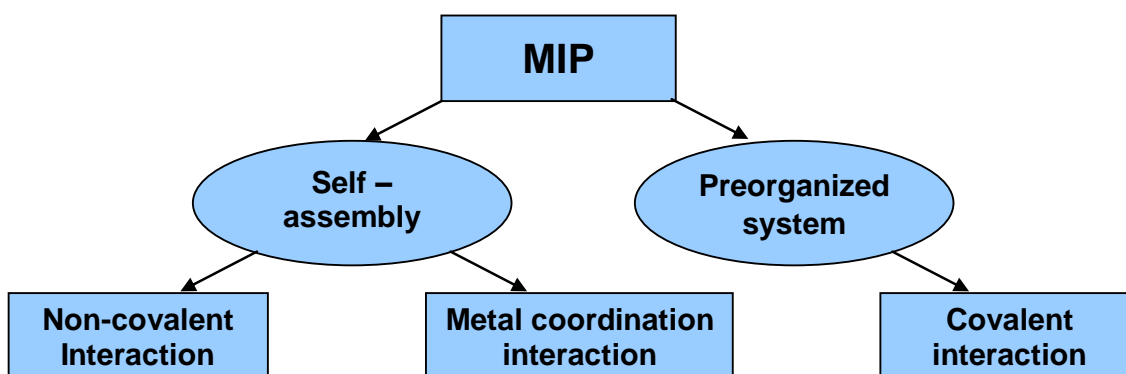 MIP
Self –
assembly
Preorganized
system
Non-covalent
Interaction
Metal coordination
interaction
Covalent
interaction